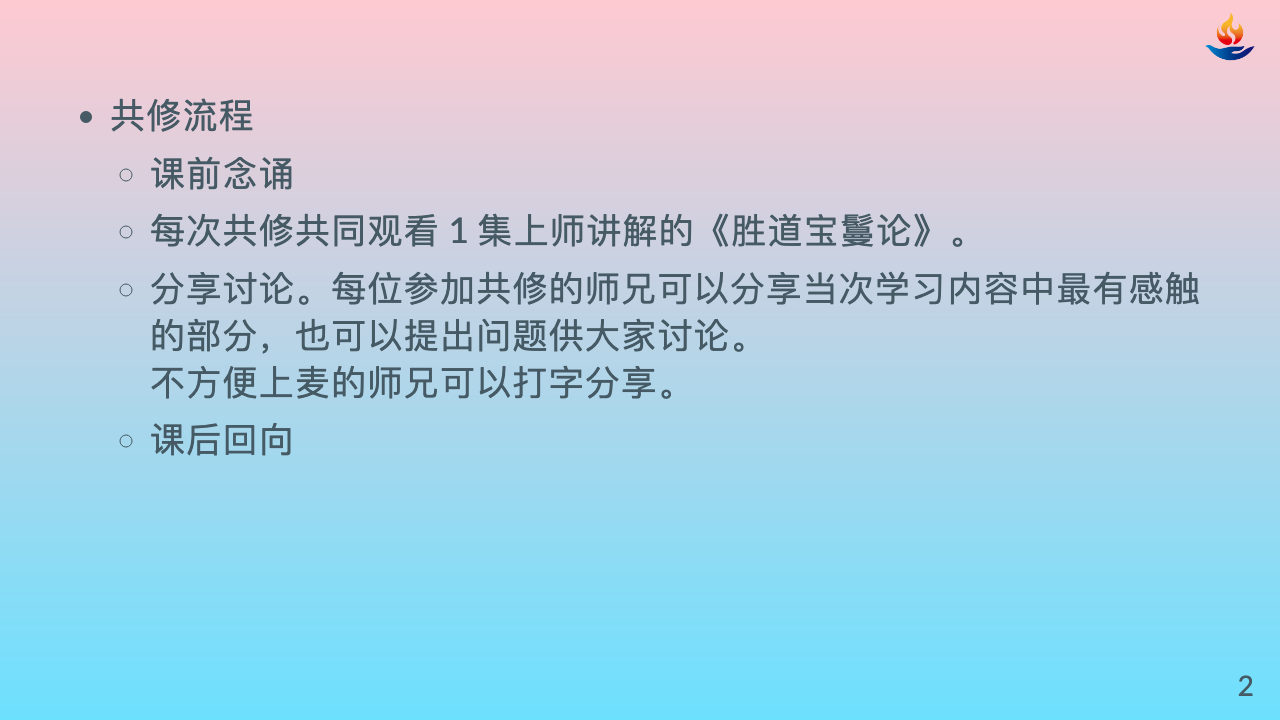 共修流程
课前念诵
每次共修共同观看 1 集上师讲解的《胜道宝鬘论》。
分享讨论。每位参加共修的师兄可以分享当次学习内容中最有感触
的部分，也可以提出问题供大家讨论。
不方便上麦的师兄可以打字分享。
课后回向
2